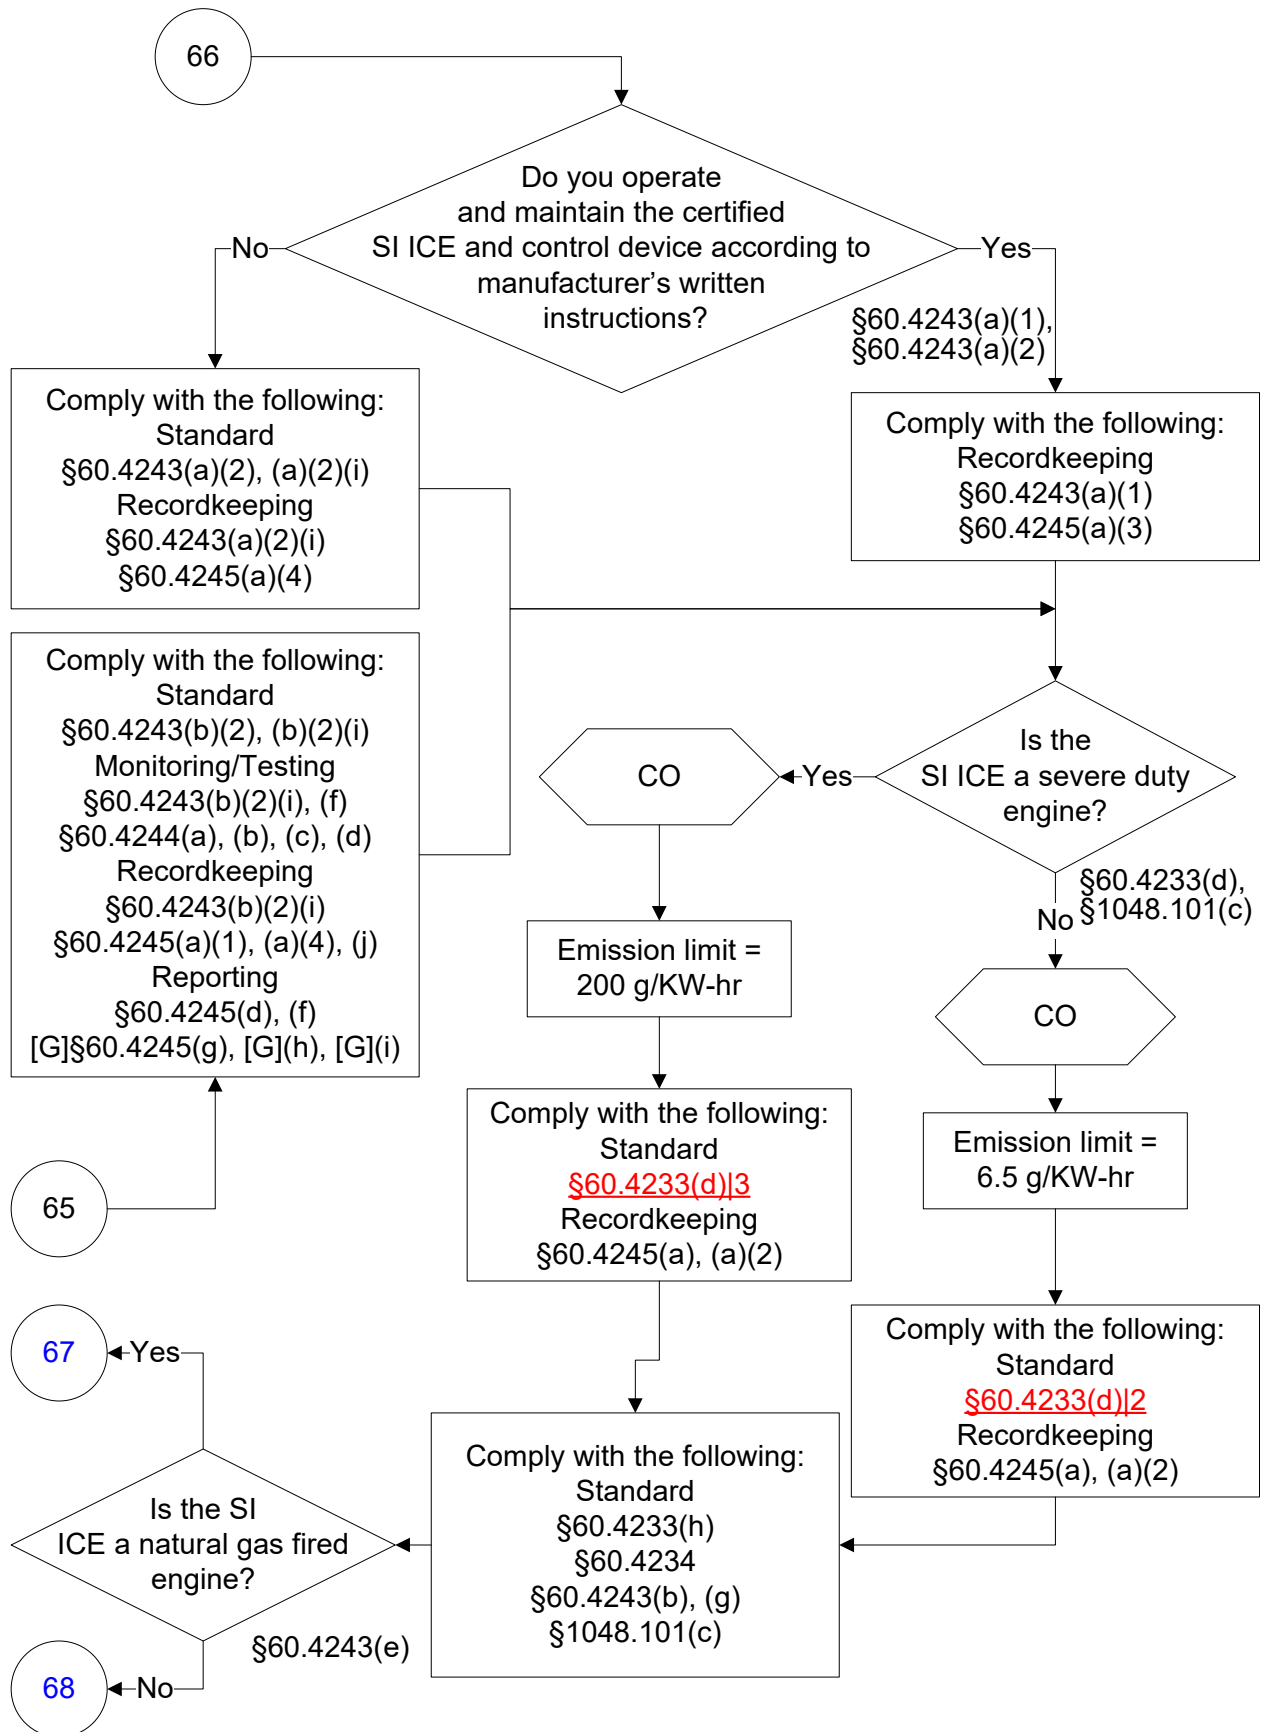 66
Do you operate
and maintain the certified
SI ICE and control device according to
manufacturer's written
instructions?
No
Yes
§60.4243(a)(1),
§60.4243(a)(2)
Comply with the following:
Standard
§60.4243(a)(2), (a)(2)(i)
Recordkeeping
§60.4243(a)(2)(i)
§60.4245(a)(4)
Comply with the following:
Recordkeeping
§60.4243(a)(1)
§60.4245(a)(3)
Comply with the following:
Standard
§60.4243(b)(2), (b)(2)(i)
Monitoring/Testing
§60.4243(b)(2)(i), (f)
§60.4244(a), (b), (c), (d)
Recordkeeping
§60.4243(b)(2)(i)
§60.4245(a)(1), (a)(4), (j)
Reporting
§60.4245(d), (f)
[G]§60.4245(g), [G](h), [G](i)
Is the
SI ICE a severe duty
engine?
Yes
CO
§60.4233(d),
§1048.101(c)
No
Emission limit =
200 g/KW-hr
CO
Comply with the following:
Standard
§60.4233(d)|3
Recordkeeping
§60.4245(a), (a)(2)
Emission limit =
6.5 g/KW-hr
65
Comply with the following:
Standard
§60.4233(d)|2
Recordkeeping
§60.4245(a), (a)(2)
67
Yes
Comply with the following:
Standard
§60.4233(h)
§60.4234
§60.4243(b), (g)
§1048.101(c)
Is the SI
ICE a natural gas fired
engine?
§60.4243(e)
68
No